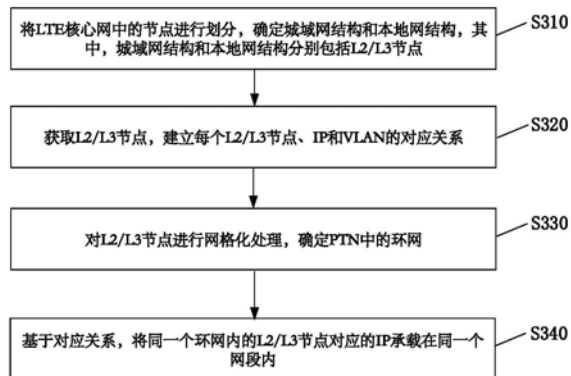 将LTE核心网中的节点进行划分，确定城域网结构和本地网结构，其
中，城域网结构和本地网结构分别包括L2/L3节点
S310
获取L2/L3节点，建立每个L2/L3节点、IP和VLAN的对应关系
S320
对L2/L3节点进行网格化处理，确定PTN中的环网
S330
基于对应关系，将同一个环网内的L2/L3节点对应的IP承载在同一个
网段内
S340